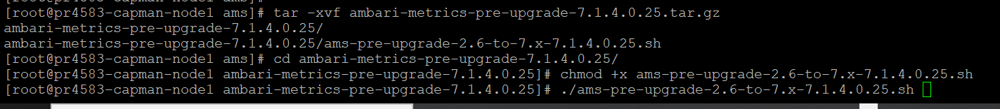 [root@pr4583-capman-node1 ams]# tar -xvf ambari-metrics-pre-upgrade-7.1.4.0.25.tar.gz
ambari-metrics-pre-upgrade-7.1.4.0.25/
ambari-metrics-pre-upgrade-7.1.4.0.25/ams-pre-upgrade-2.6-to-7.x-7.1.4.0.25.sh
[root@pr4583-capman-node1 ams]# cd ambari-metrics-pre-upgrade-7.1.4.0.25/
[root@pr4583-capman-node1 ambari-metrics-pre-upgrade-7.1.4.0.25]# chmod +x ams-pre-upgrade-2.6-to-7.x-7.1.4.0.25.sh
[root@pr4583-capman-node1 ambari-metrics-pre-upgrade-7.1.4.0.25]# ./ams-pre-upgrade-2.6-to-7.x-7.1.4.0.25.sh